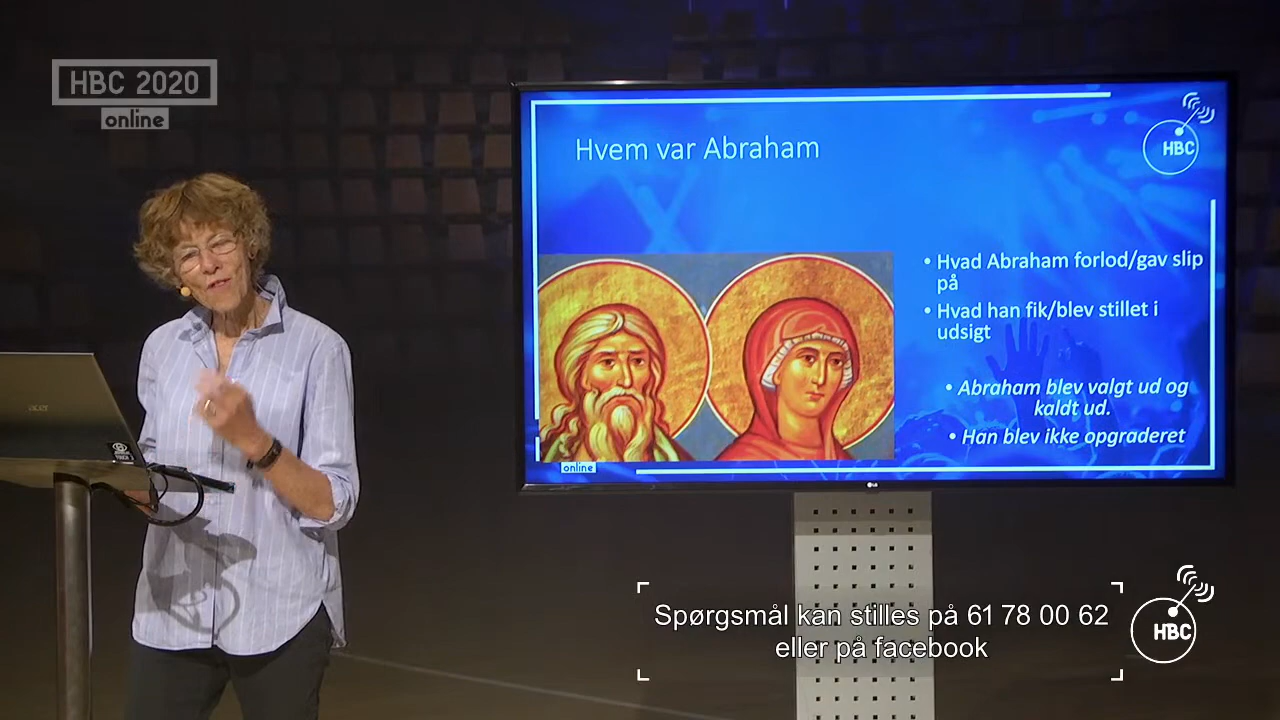 HBC 2020
online
Hvem var Abraham
HBC
• Hvad Abraham forlod/gav slip
på
• Hvad han fik/blev stillet i
udsigt
• Abraham blev valgt ud og
kaldt ud.
• Han blev ikke opgraderet
online
LG
acer
Spørgsmål kan stilles på 61 78 00 62
eller på facebook
HBC